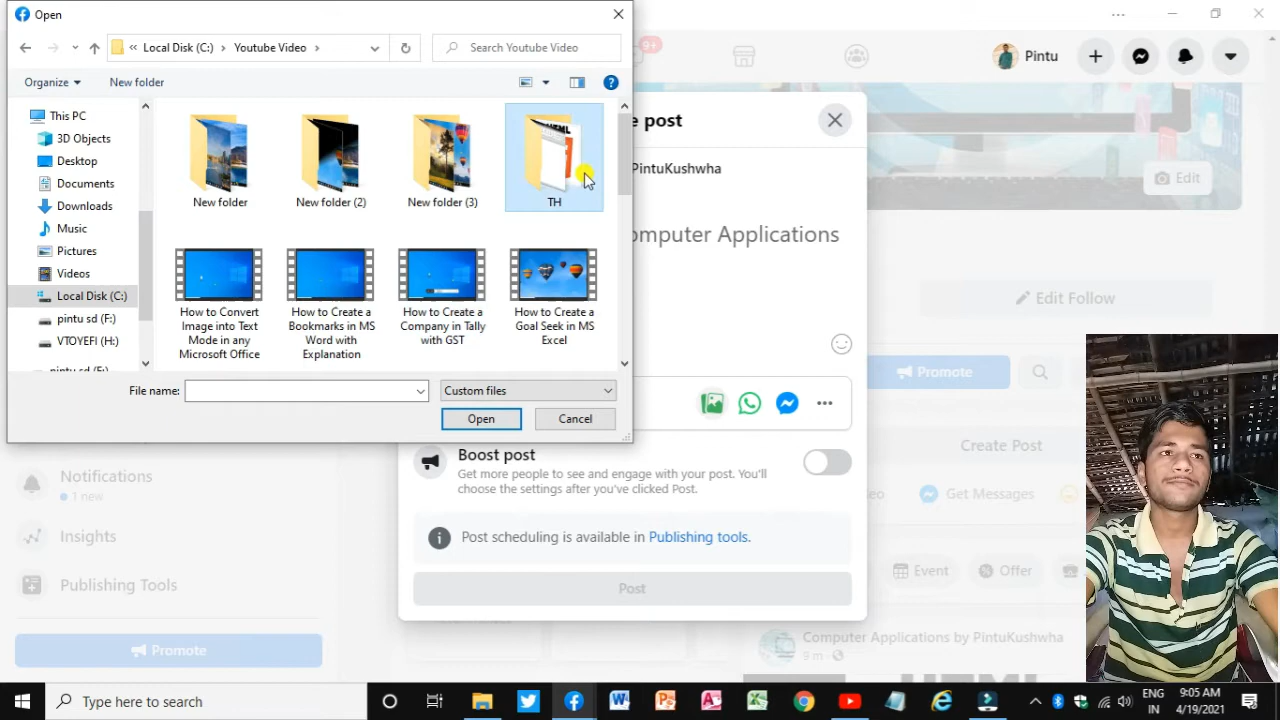 Open
Local Disk (C:)
Youtube Video
Search Youtube Video
Organize
New folder
This PC
3D Objects
Desktop
Documents
Downloads
Music
Pictures
Videos
Local Disk (C:)
pintu sd (F:)
VTOYEFI (H:)
New folder
New folder (2)
New folder (3)
TH
How to Convert
Image into Text
Mode in any
Microsoft Office
How to Create a
Bookmarks in MS
Word with
Explanation
How to Create a
Company in Tally
with GST
How to Create a
Goal Seek in MS
Excel
File name:
Custom files
Open
Cancel
9+
Pintu
e post
PintuKushwha
omputer Applications
Edit
Edit Follow
Promote
Create Post
Boost post
Get more people to see and engage with your post. You'll
choose the settings after you've clicked Post.
Post scheduling is available in Publishing tools.
Post
Notifications
1 new
Insights
Publishing Tools
Promote
eo
Get Messages
Event
Offer
Computer Applications by PintuKushwha
9 m
Type here to search
ENG
IN
9:05 AM
4/19/2021